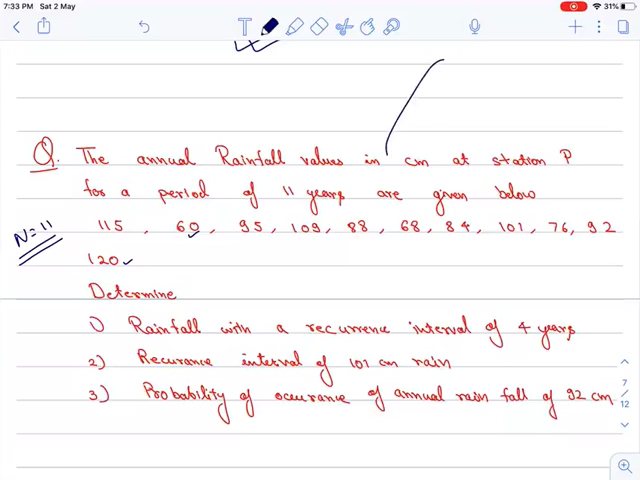 7:33 PM Sat 2 May
31%
T
Q. The annual Rainfall values in cm at station P
for a period of 11 years are given below
N=11
115 , 60, 95, 109, 88, 68, 84, 101, 76, 92
120
Determine
1) Rainfall with a recurrence interval of 4 years
2) Recurance interval of 101 cm rain
3) Probability of occurance of annual rain fall of 92 cm
7
/
12